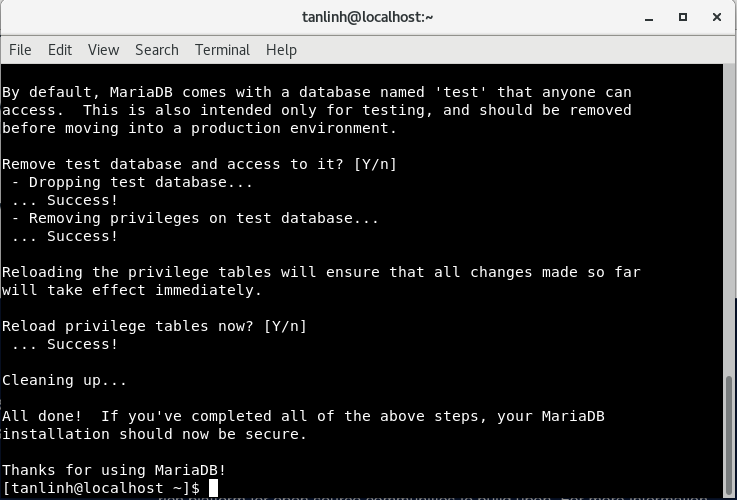 tanlinh@localhost:~
File Edit View Search Terminal Help
By default, MariaDB comes with a database named 'test' that anyone can
access.  This is also intended only for testing, and should be removed
before moving into a production environment.
Remove test database and access to it? [Y/n]
 - Dropping test database...
 ... Success!
 - Removing privileges on test database...
 ... Success!
Reloading the privilege tables will ensure that all changes made so far
will take effect immediately.
Reload privilege tables now? [Y/n]
 ... Success!
Cleaning up...
All done!  If you've completed all of the above steps, your MariaDB
installation should now be secure.
Thanks for using MariaDB!
[tanlinh@localhost ~]$